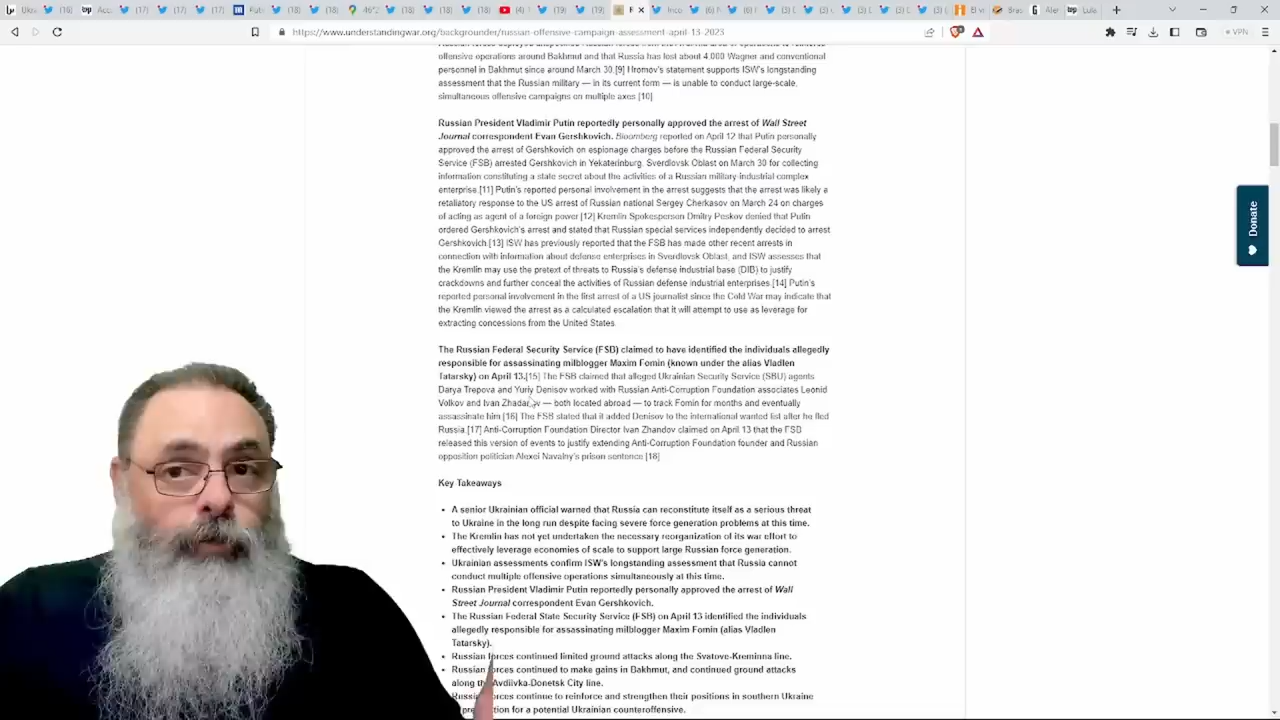 https://www.understandingwar.org/backgrounder/russian-offensive-campaign-assessment-april-13-2023
VPN
offensive operations around Bakhmut and that Russia has lost about 4,000 Wagner and conventional
personnel in Bakhmut since around March 30.[9] Hromov's statement supports ISW's longstanding
assessment that the Russian military — in its current form — is unable to conduct large-scale,
simultaneous offensive campaigns on multiple axes.[10]
Russian President Vladimir Putin reportedly personally approved the arrest of Wall Street
Journal correspondent Evan Gershkovich. Bloomberg reported on April 12 that Putin personally
approved the arrest of Gershkovich on espionage charges before the Russian Federal Security
Service (FSB) arrested Gershkovich in Yekaterinburg, Sverdlovsk Oblast on March 30 for collecting
information constituting a state secret about the activities of a Russian military-industrial complex
enterprise.[11] Putin's reported personal involvement in the arrest suggests that the arrest was likely a
retaliatory response to the US arrest of Russian national Sergey Cherkasov on March 24 on charges
of acting as agent of a foreign power.[12] Kremlin Spokesperson Dmitry Peskov denied that Putin
ordered Gershkovich's arrest and stated that Russian special services independently decided to arrest
Gershkovich.[13] ISW has previously reported that the FSB has made other recent arrests in
connection with information about defense enterprises in Sverdlovsk Oblast, and ISW assesses that
the Kremlin may use the pretext of threats to Russia's defense industrial base (DIB) to justify
crackdowns and further conceal the activities of Russian defense industrial enterprises.[14] Putin's
reported personal involvement in the first arrest of a US journalist since the Cold War may indicate that
the Kremlin viewed the arrest as a calculated escalation that it will attempt to use as leverage for
extracting concessions from the United States.
The Russian Federal Security Service (FSB) claimed to have identified the individuals allegedly
responsible for assassinating milblogger Maxim Fomin (known under the alias Vladlen
Tatarsky) on April 13.[15] The FSB claimed that alleged Ukrainian Security Service (SBU) agents
Darya Trepova and Yuriy Denisov worked with Russian Anti-Corruption Foundation associates Leonid
Volkov and Ivan Zhdanov — both located abroad — to track Fomin for months and eventually
assassinate him.[16] The FSB stated that it added Denisov to the international wanted list after he fled
Russia.[17] Anti-Corruption Foundation Director Ivan Zhandov claimed on April 13 that the FSB
released this version of events to justify extending Anti-Corruption Foundation founder and Russian
opposition politician Alexei Navalny's prison sentence.[18]
Donate
Key Takeaways
• A senior Ukrainian official warned that Russia can reconstitute itself as a serious threat
to Ukraine in the long run despite facing severe force generation problems at this time.
• The Kremlin has not yet undertaken the necessary reorganization of its war effort to
effectively leverage economies of scale to support large Russian force generation.
• Ukrainian assessments confirm ISW's longstanding assessment that Russia cannot
conduct multiple offensive operations simultaneously at this time.
• Russian President Vladimir Putin reportedly personally approved the arrest of Wall
Street Journal correspondent Evan Gershkovich.
• The Russian Federal State Security Service (FSB) on April 13 identified the individuals
allegedly responsible for assassinating milblogger Maxim Fomin (alias Vladlen
Tatarsky).
• Russian forces continued limited ground attacks along the Svatove-Kreminna line.
• Russian forces continued to make gains in Bakhmut, and continued ground attacks
along the Avdiivka-Donetsk City line.
Russian forces continue to reinforce and strengthen their positions in southern Ukraine
for a potential Ukrainian counteroffensive.